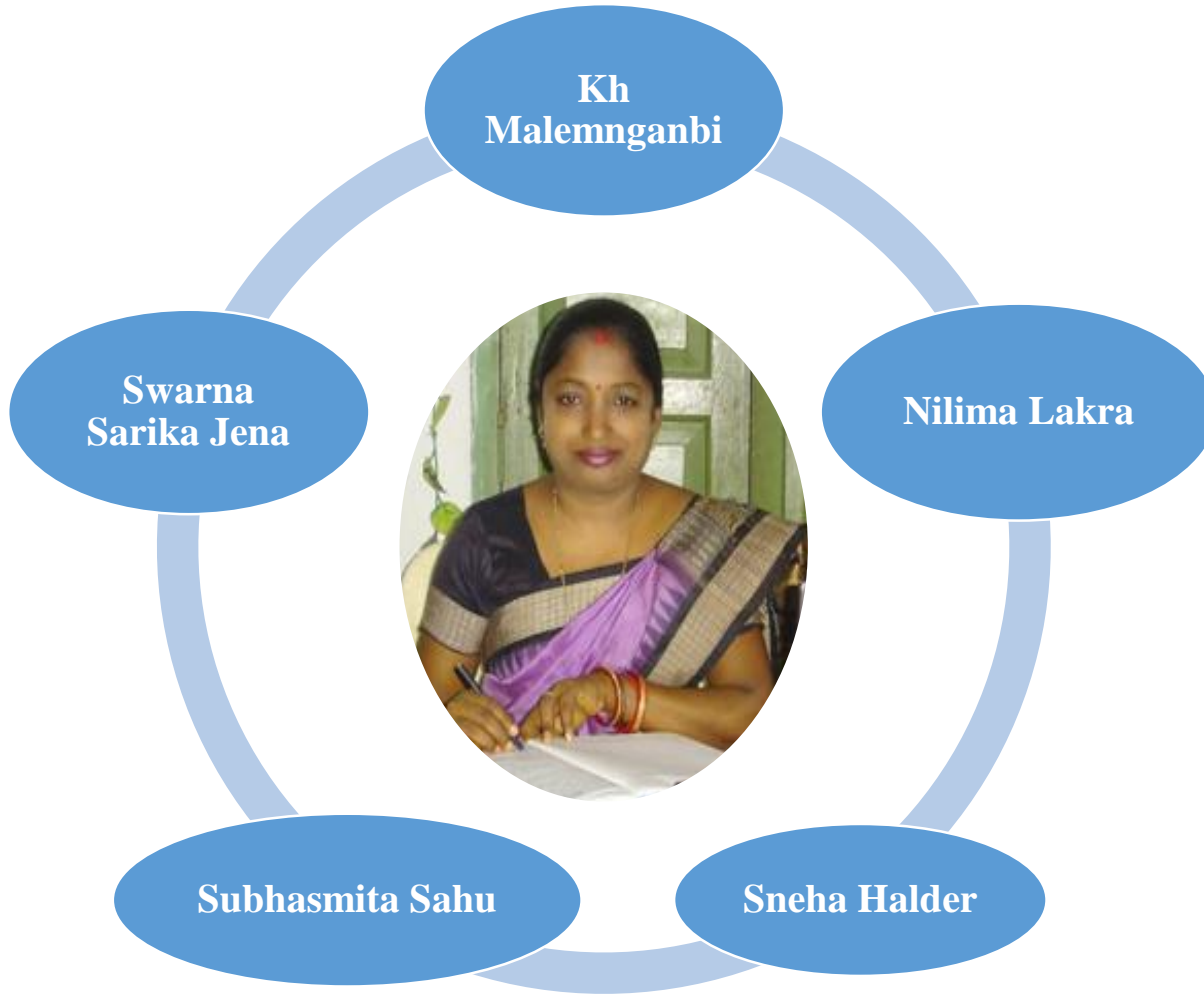 Kh
Malemnganbi
Nilima Lakra
Sneha Halder
Subhasmita Sahu
Swarna
Sarika Jena